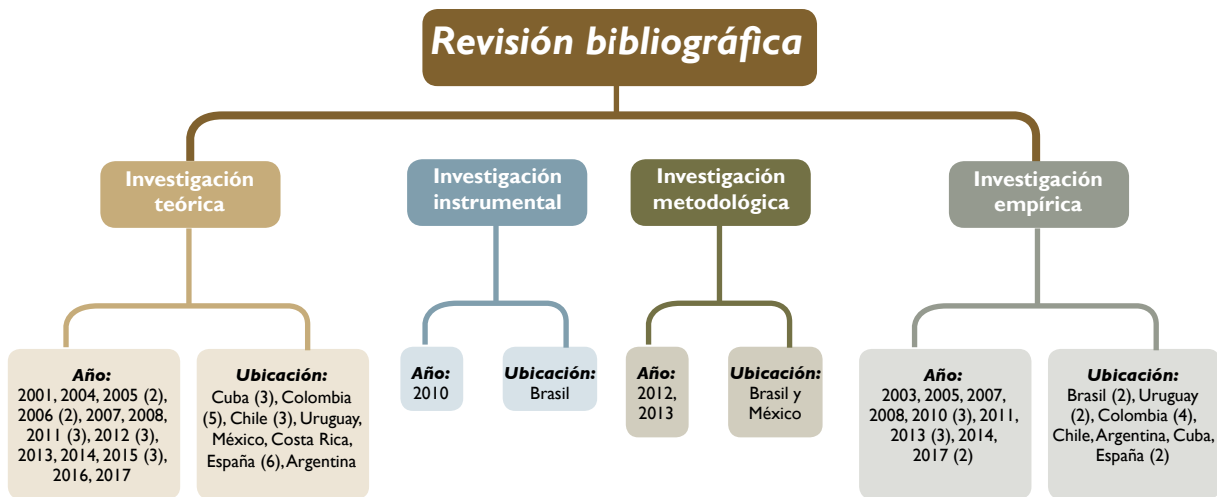 Revisión bibliográfica
Investigación
teórica
Investigación
instrumental
Investigación
metodológica
Investigación
empírica
Año:
2001, 2004, 2005 (2),
2006 (2), 2007, 2008,
2011 (3), 2012 (3),
2013, 2014, 2015 (3),
2016, 2017
Ubicación:
Cuba (3), Colombia
(5), Chile (3), Uruguay,
México, Costa Rica,
España (6), Argentina
Año:
2010
Ubicación:
Brasil
Año:
2012,
2013
Ubicación:
Brasil y
México
Año:
2003, 2005, 2007,
2008, 2010 (3), 2011,
2013 (3), 2014,
2017 (2)
Ubicación:
Brasil (2), Uruguay
(2), Colombia (4),
Chile, Argentina, Cuba,
España (2)